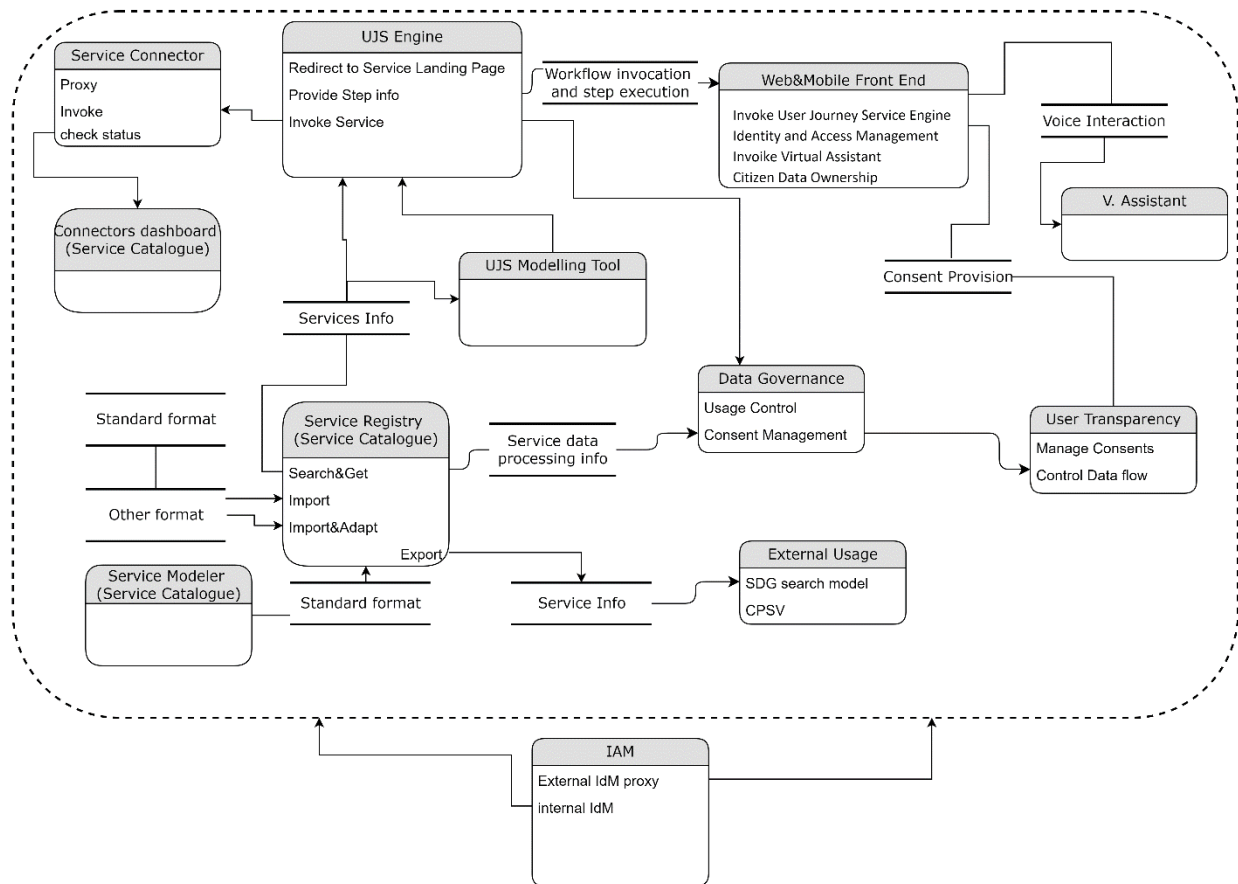 UJS Engine
Redirect to Service Landing Page
Provide Step info
Invoke Service
Service Connector
Proxy
Invoke
check status
Workflow invocation
and step execution
Web&Mobile Front End
Invoke User Journey Service Engine
Identity and Access Management
Invoike Virtual Assistant
Citizen Data Ownership
Voice Interaction
V. Assistant
Connectors dashboard
(Service Catalogue)
UJS Modelling Tool
Consent Provision
Services Info
Data Governance
Usage Control
Consent Management
Standard format
Other format
Service Registry
(Service Catalogue)
Search&Get
Import
Import&Adapt
Export
Service data
processing info
User Transparency
Manage Consents
Control Data flow
Service Modeler
(Service Catalogue)
Standard format
Service Info
External Usage
SDG search model
CPSV
IAM
External IdM proxy
internal IdM